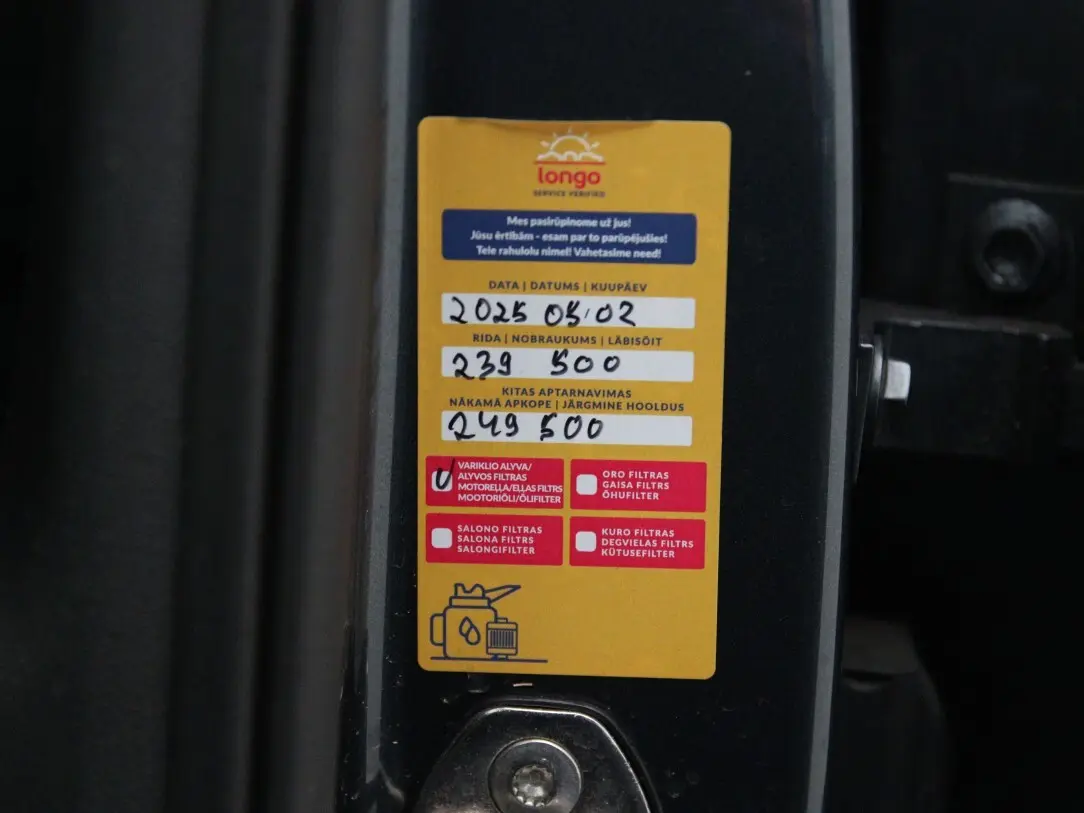 longo
SERVICE VERIFIED
Mes pasirūpinome už jus!
Jūsu ērtībām - esam par to parūpējušies!
Teie rahulolu nimel! Vahetasime need!
DATA | DATUMS | KUUPÄEV
2025 05.02
RIDA | NOBRAUKUMS | LÄBISÕIT
239 500
KITAS APTARNAVIMAS
NĀKAMĀ APKOPE | JÄRGMINE HOOLDUS
249 500
VARIKLIO ALYVA/
ALYVOS FILTRAS
MOTOREĻĻA/EĻĻAS FILTRS
MOOTORIÕLI/ÕLIFILTER
ORO FILTRAS
GAISA FILTRS
ÕHUFILTER
SALONO FILTRAS
SALONA FILTRS
SALONGIFILTER
KURO FILTRAS
DEGVIELAS FILTRS
KÜTUSEFILTER